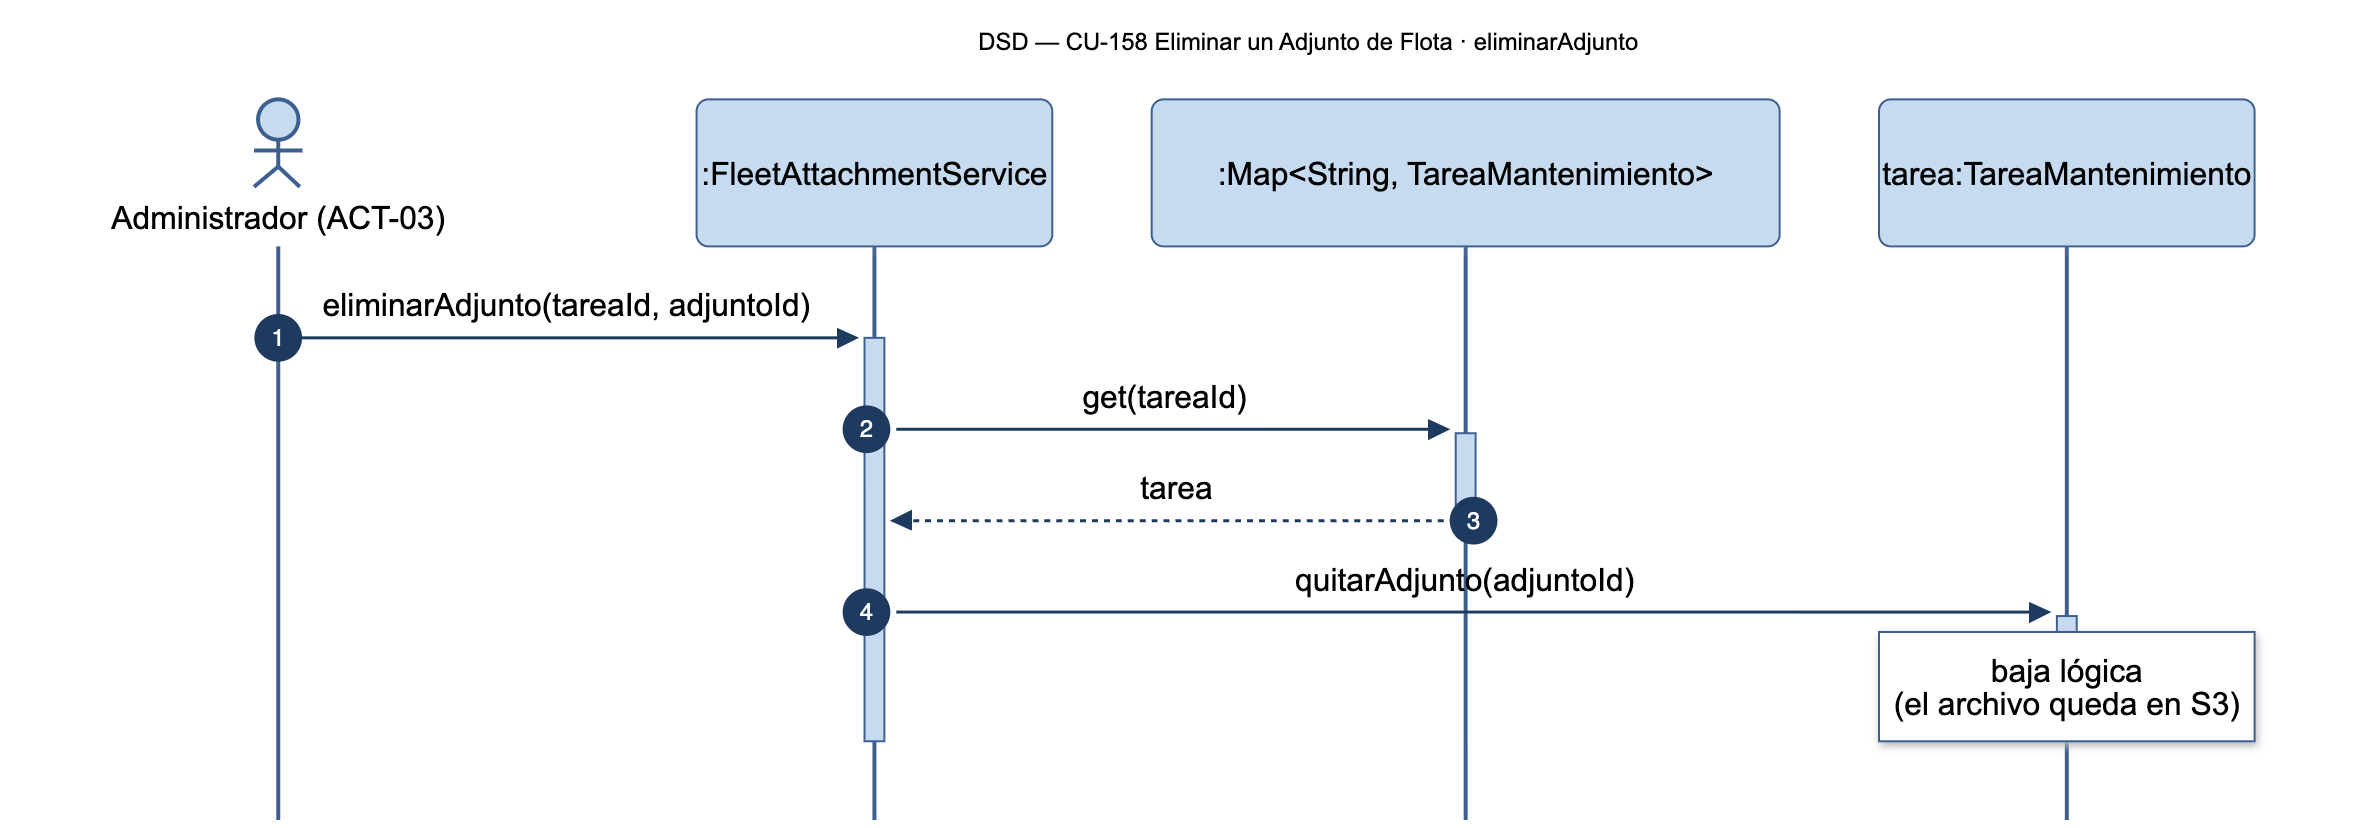 DSD — CU-158 Eliminar un Adjunto de Flota · eliminarAdjunto
Administrador (ACT-03)
:FleetAttachmentService
:Map<String, TareaMantenimiento>
tarea:TareaMantenimiento
eliminarAdjunto(tareaId, adjuntoId)
1
get(tareaId)
2
tarea
3
quitarAdjunto(adjuntoId)
4
baja lógica
(el archivo queda en S3)